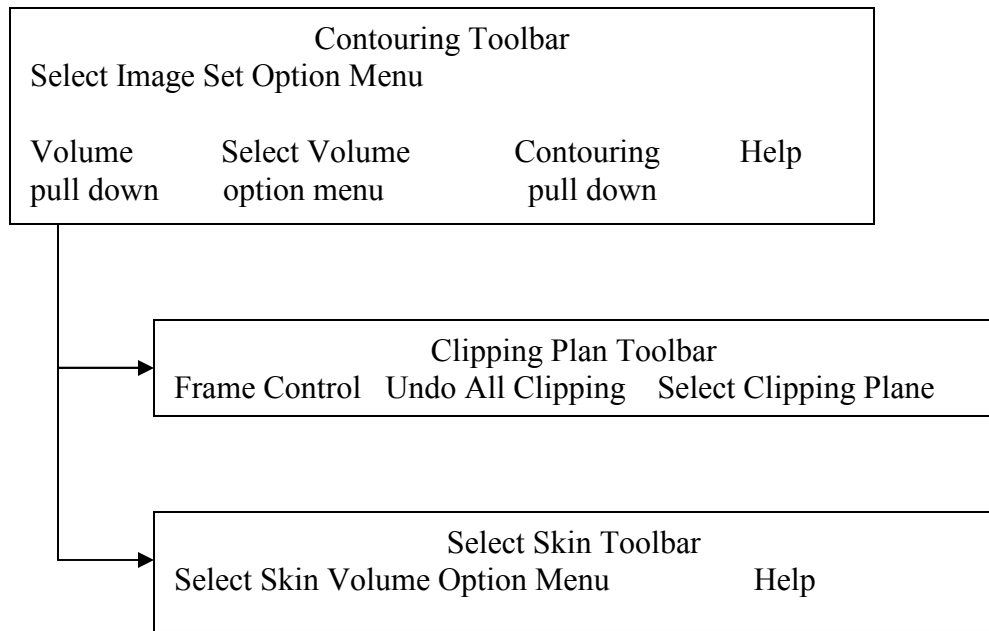 Contouring Toolbar
Select Image Set Option Menu
Volume Select Volume Contouring Help
pull down option menu pull down
Clipping Plan Toolbar
Frame Control Undo All Clipping Select Clipping Plane
Select Skin Toolbar
Select Skin Volume Option Menu Help